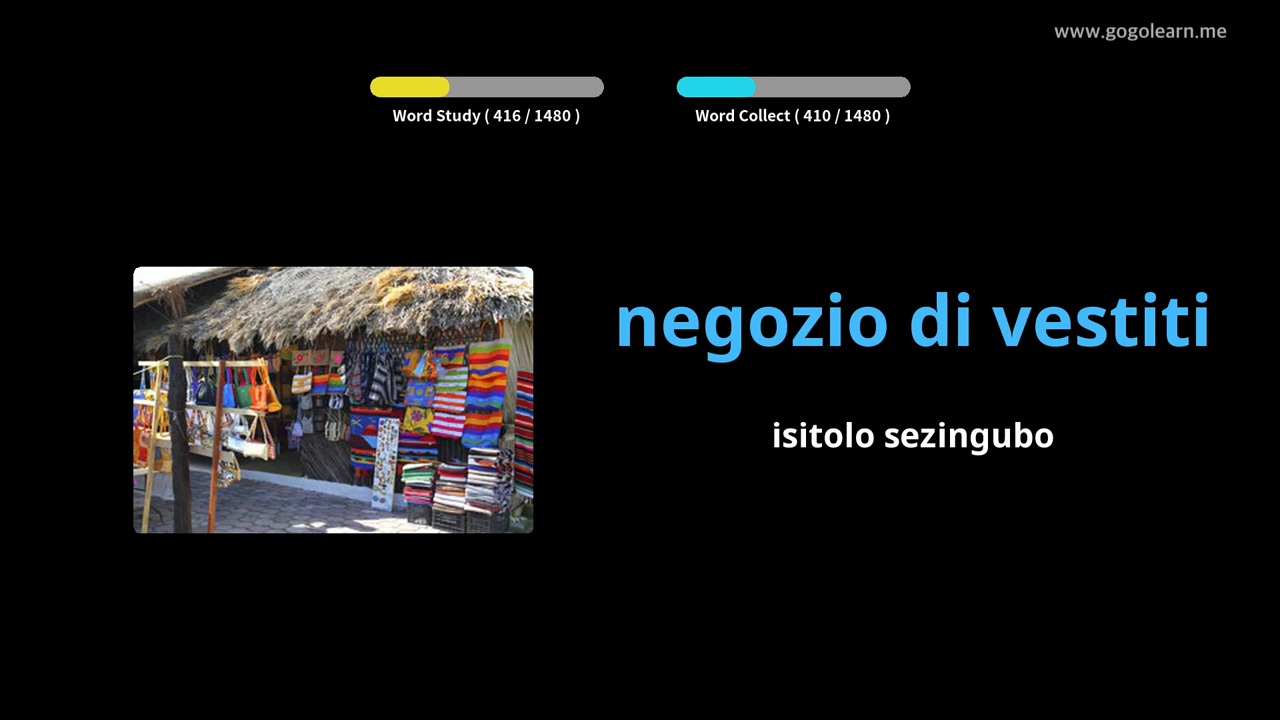 www.gogolearn.me
Word Study ( 416 / 1480 )
Word Collect ( 410 / 1480 )
negozio di vestiti
isitolo sezingubo